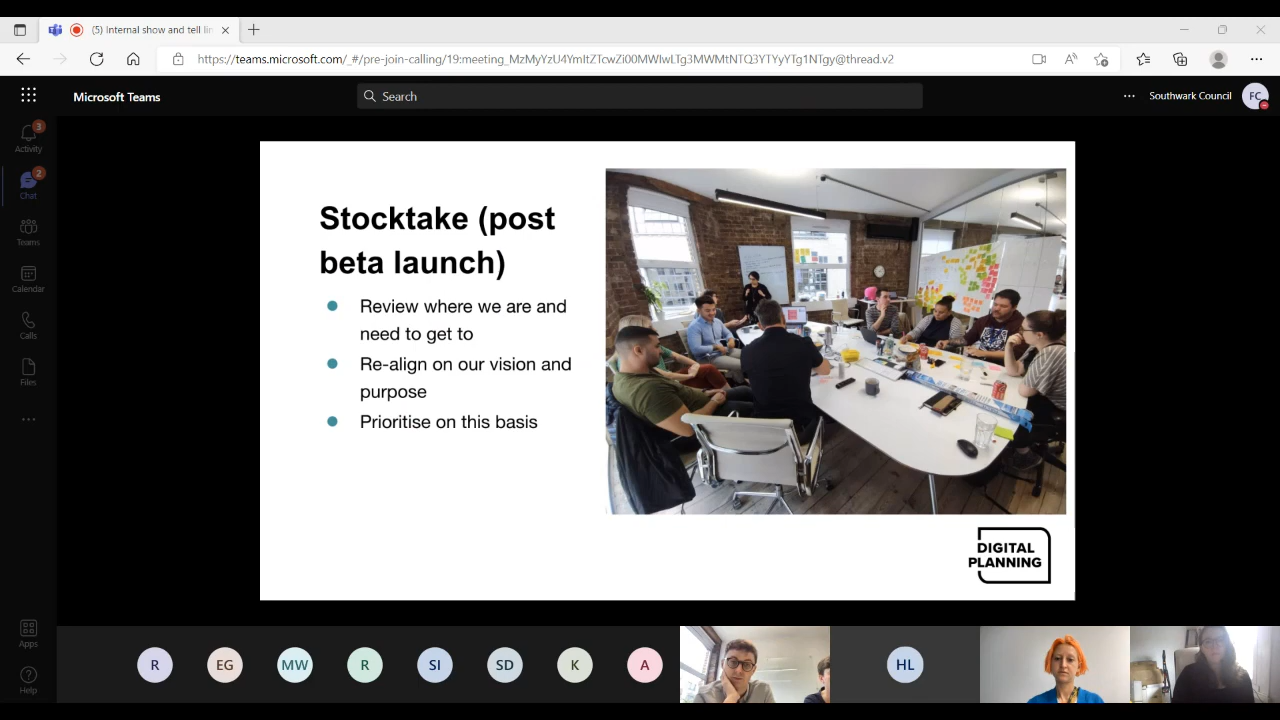 (5) Internal show and tell lin
https://teams.microsoft.com/_#/pre-join-calling/19:meeting_MzMyYzU4YmItZTcwZi00MWIwLTg3MWMtNTQ3YTYyYTg1NTgy@thread.v2
Microsoft Teams
Search
Southwark Council
FC
3
Activity
2
Chat
Teams
Calendar
Calls
Files
Apps
Help
Stocktake (post
beta launch)
Review where we are and
need to get to
Re-align on our vision and
purpose
Prioritise on this basis
DIGITAL
PLANNING
R
EG
MW
R
SI
SD
K
A
HL